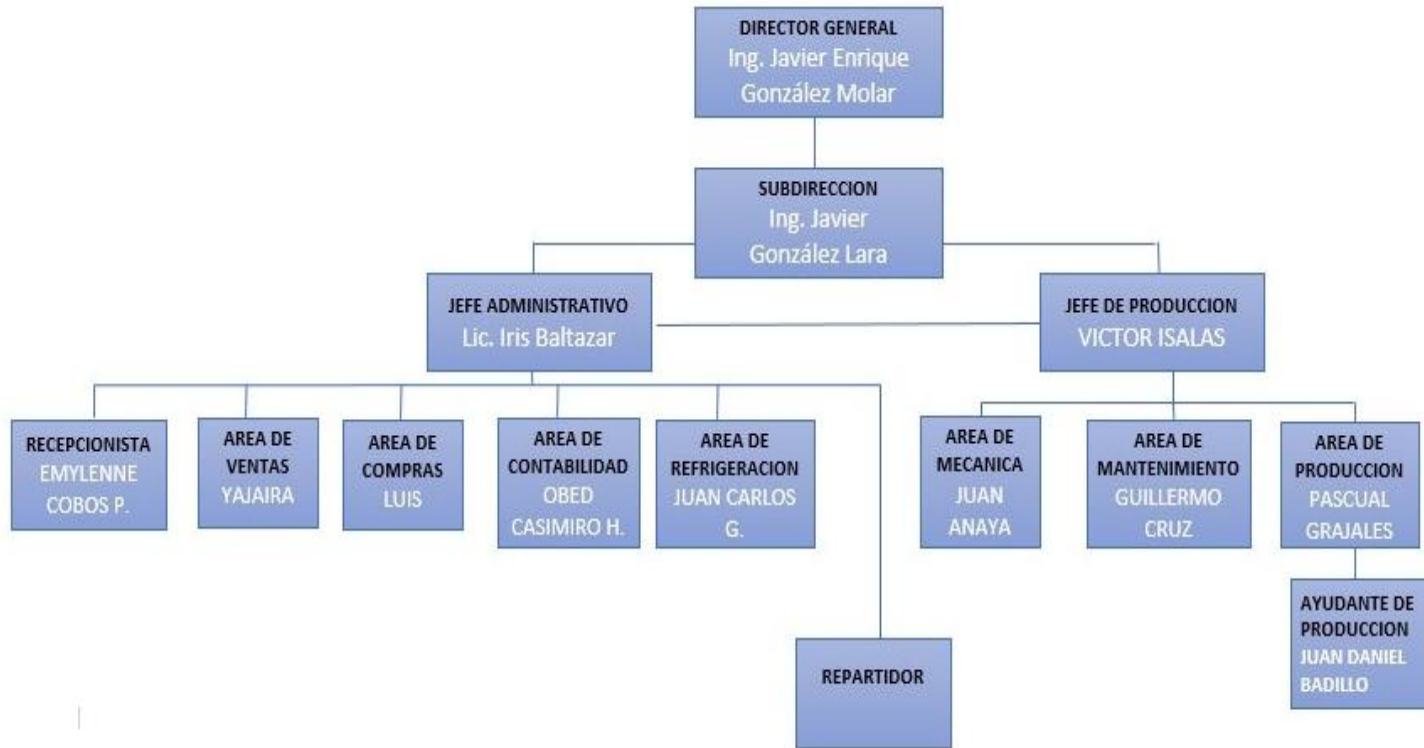 DIRECTOR GENERAL
Ing. Javier Enrique
González Molar
SUBDIRECCION
Ing. Javier
González Lara
JEFE ADMINISTRATIVO
Lic. Iris Baltazar
JEFE DE PRODUCCION
VICTOR ISALAS
RECEPCIONISTA
EMYLENNE
COBOS P.
AREA DE
VENTAS
YAJAIRA
AREA DE
COMPRAS
LUIS
AREA DE
CONTABILIDAD
OBED
CASIMIRO H.
AREA DE
REFRIGERACION
JUAN CARLOS
G.
AREA DE
MECANICA
JUAN
ANAYA
AREA DE
MANTENIMIENTO
GUILLERMO
CRUZ
AREA DE
PRODUCCION
PASCUAL
GRAJALES
AYUDANTE DE
PRODUCCION
JUAN DANIEL
BADILLO
REPARTIDOR